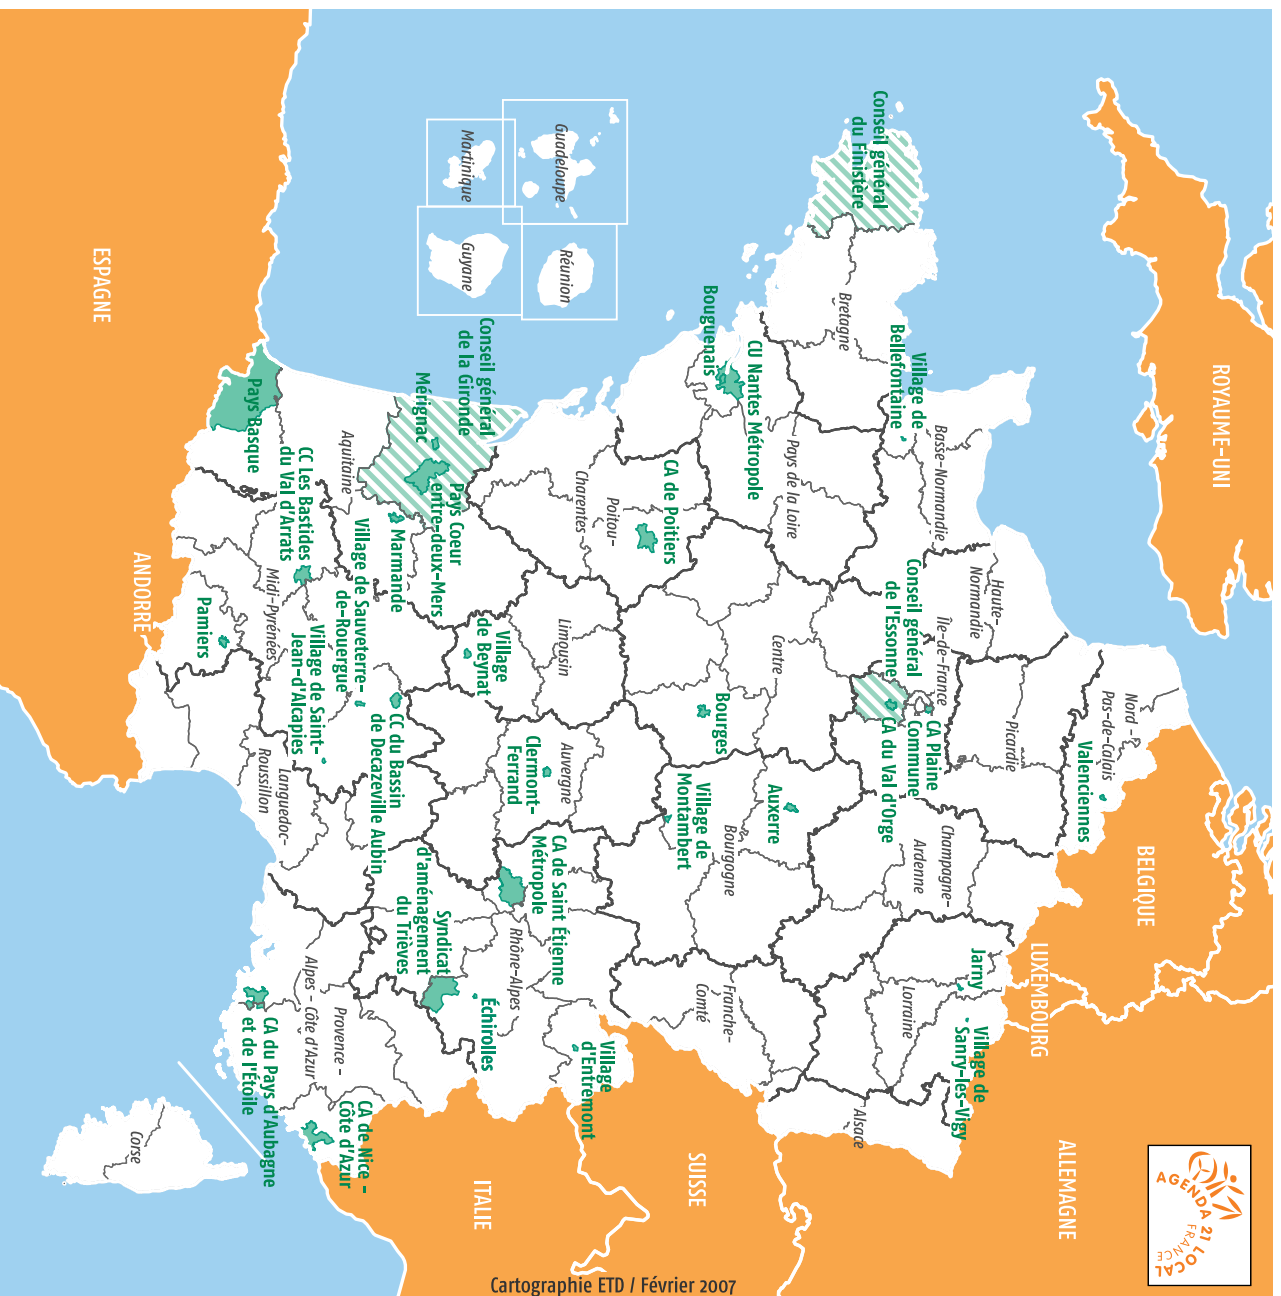 ROYAUME-UNI
BELGIQUE
LUXEMBOURG
ALLEMAGNE
SUISSE
ITALIE
ESPAGNE
ANDORRE
Conseil général
du Finistère
Bretagne
Village de
Bellefontaine
Basse-Normandie
Haute-
Normandie
Nord -
Pas-de-Calais
Valenciennes
Picardie
Île-de-France
Conseil général
de l'Essonne
CA Plaine
Commune
CA du Val d'Orge
Champagne-
Ardenne
Jarny
Lorraine
Village de
Sanry-les-Vigy
Alsace
Bouguenais
CU Nantes Métropole
Pays de la Loire
Centre
Bourges
Auxerre
Village de
Montambert
Bourgogne
Franche-
Comté
CA de Poitiers
Poitou-
Charentes
Limousin
Village
de Beynat
Auvergne
Clermont-
Ferrand
CA de Saint Étienne
Métropole
Rhône-Alpes
Village
d'Entremont
Échirolles
Syndicat
d'aménagement
du Trièves
Guadeloupe
Martinique
Guyane
Réunion
Conseil général
de la Gironde
Mérignac
Pays Coeur
entre-deux-Mers
Marmande
Aquitaine
Pays Basque
CC Les Bastides
du Val d'Arrats
Village de Sauveterre-
de-Rouergue
CC du Bassin
de Decazeville Aubin
Village de Saint-
Jean-d'Alcapies
Midi-Pyrénées
Pamiers
Languedoc-
Roussillon
Provence -
Alpes - Côte d'Azur
CA du Pays d'Aubagne
et de l'Étoile
CA de Nice -
Côte d'Azur
Corse
AGENDA 21 LOCAL
FRANCE
Cartographie ETD / Février 2007